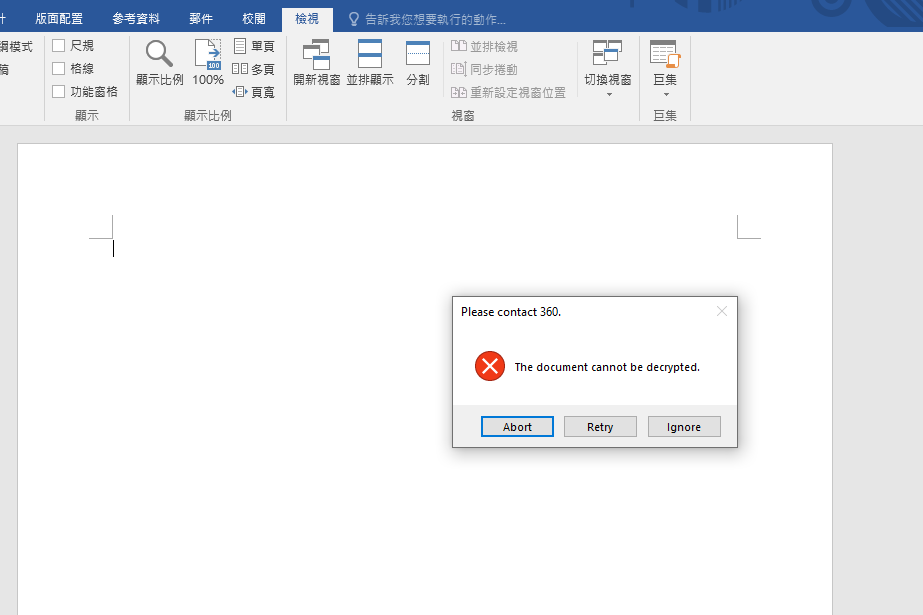 計 版面配置 參考資料 郵件 校閱 檢視 告訴我您想要執行的動作...
綱模式 尺規 顯示比例 100 100% 單頁 開新視窗 並排顯示 分割 並排檢視 切換視窗 巨集
稿 格線 多頁 同步捲動
功能窗格 頁寬 重新設定視窗位置
顯示 顯示比例 視窗 巨集
Please contact 360.
The document cannot be decrypted.
Abort Retry Ignore